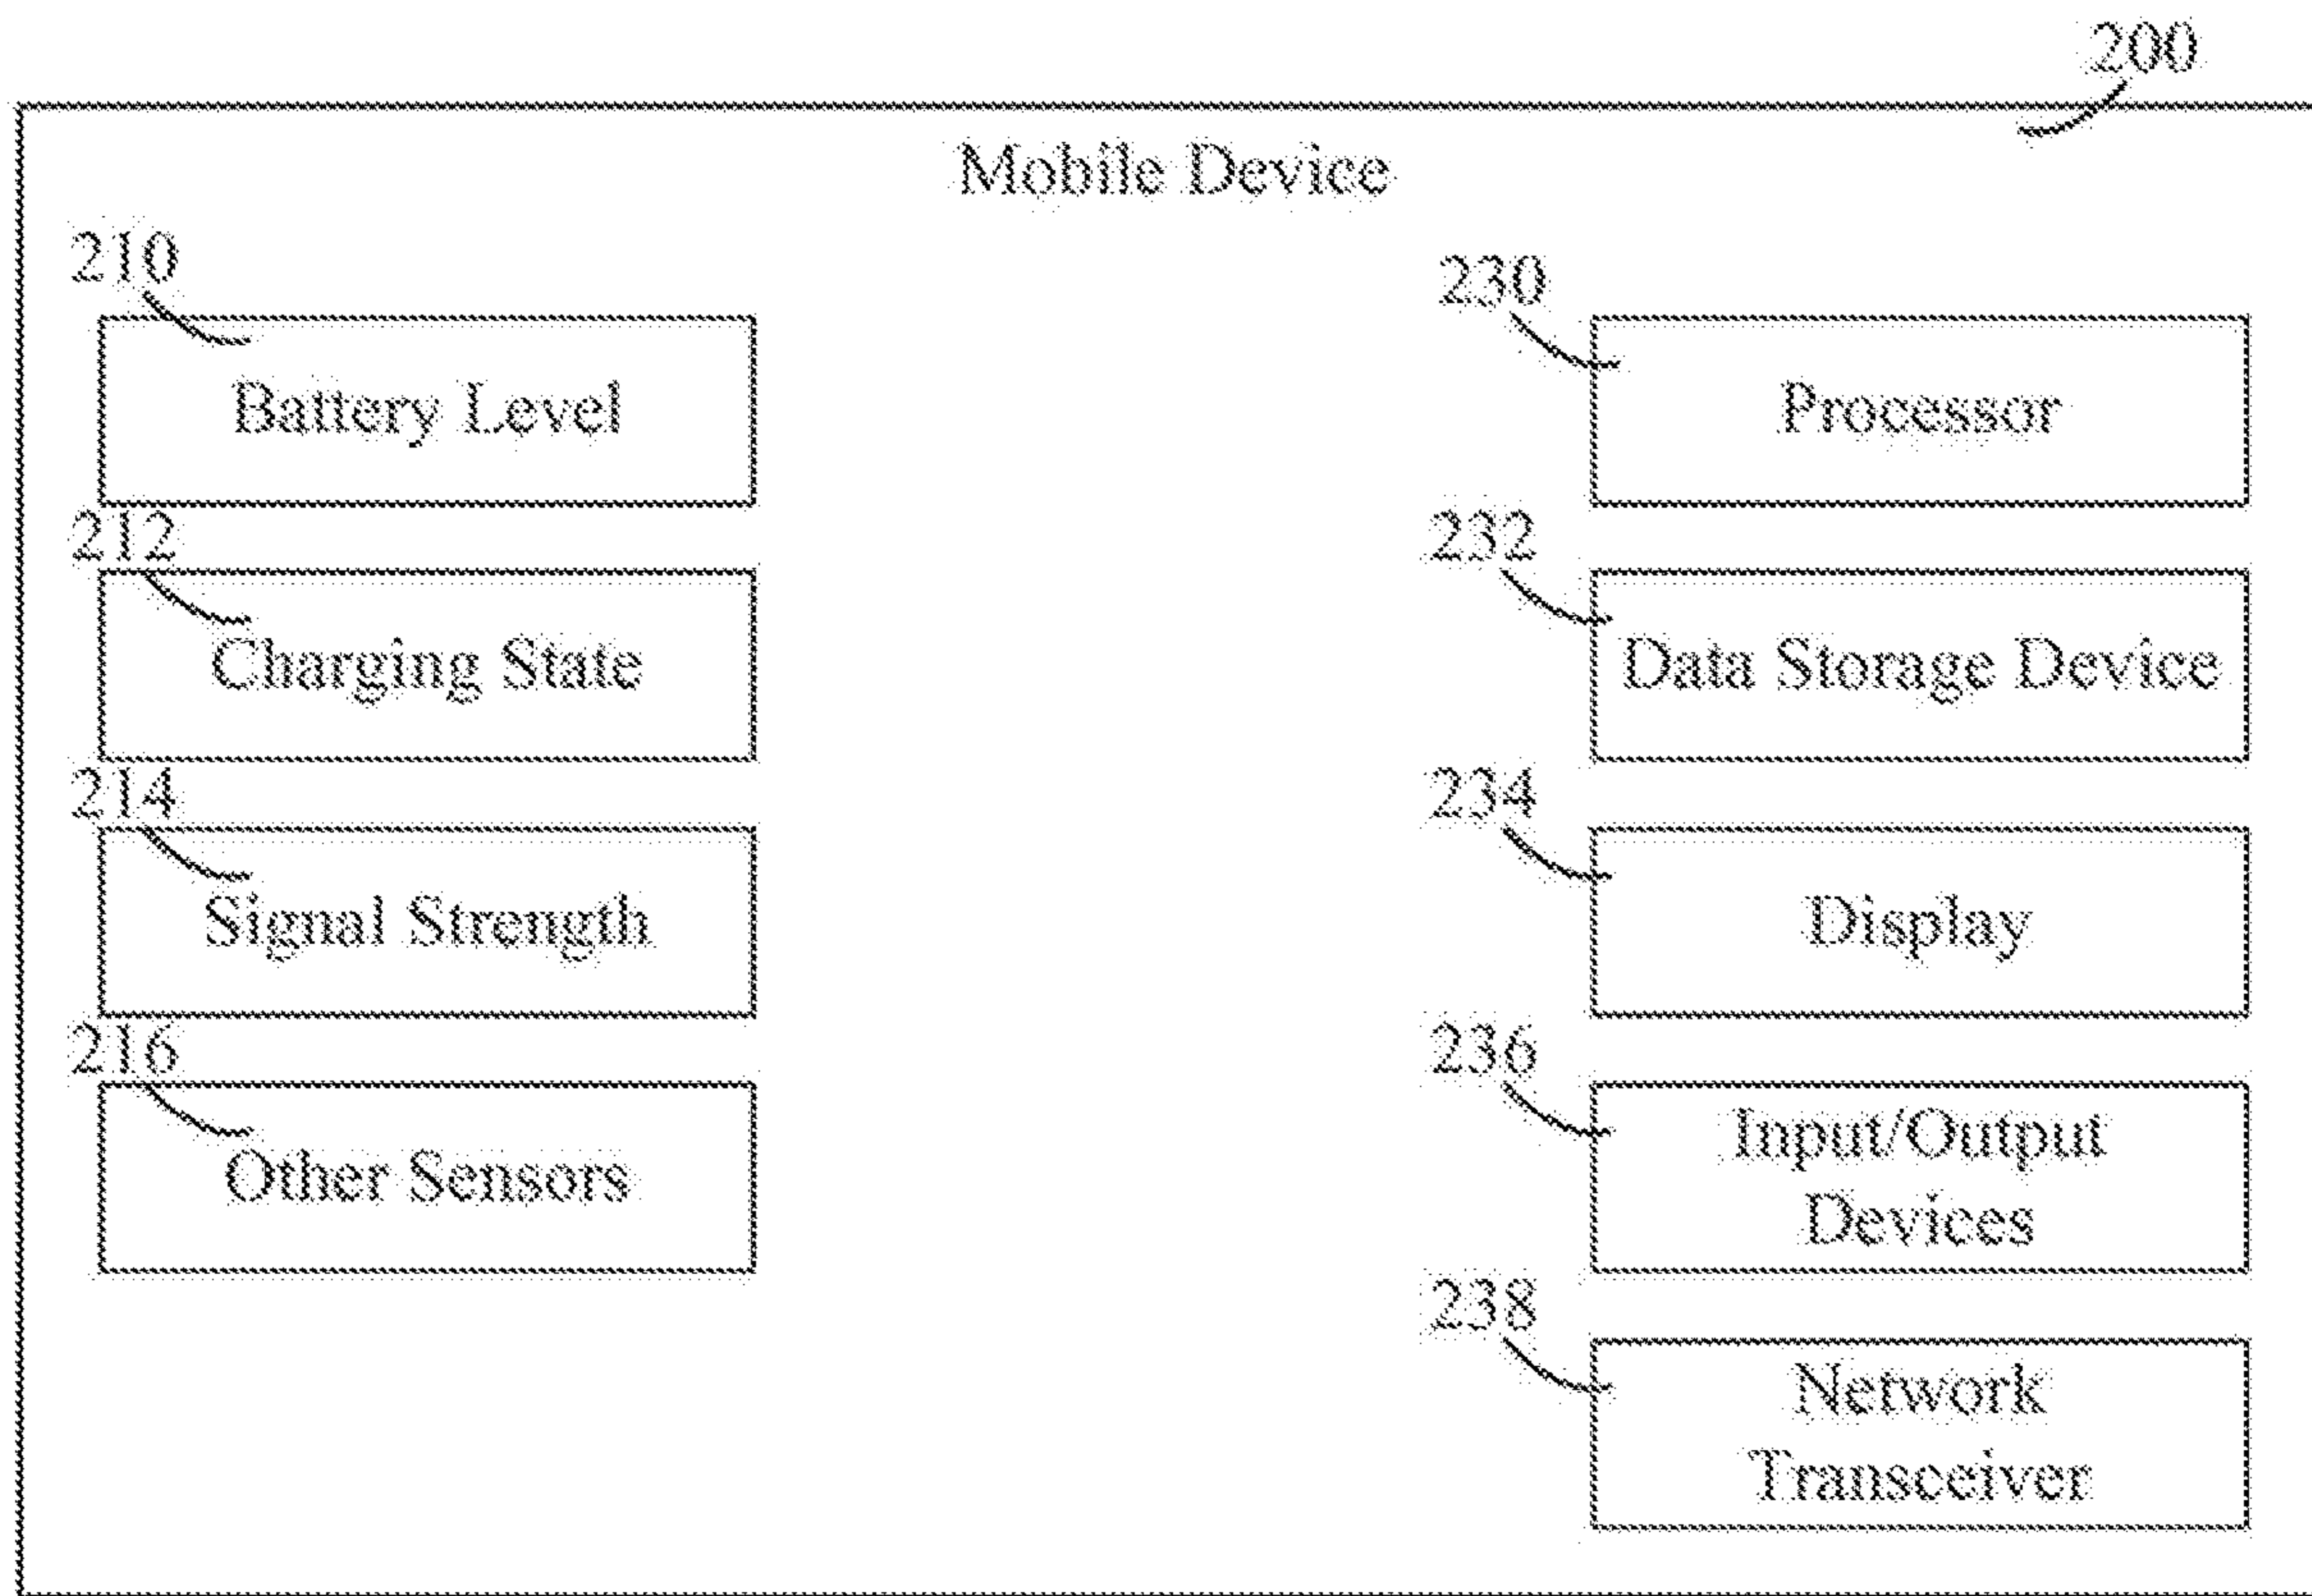 200
Mobile Device
210
Battery Level
212
Charging State
214
Signal Strength
216
Other Sensors
230
Processor
232
Data Storage Device
234
Display
236
Input/Output
Devices
238
Network
Transceiver